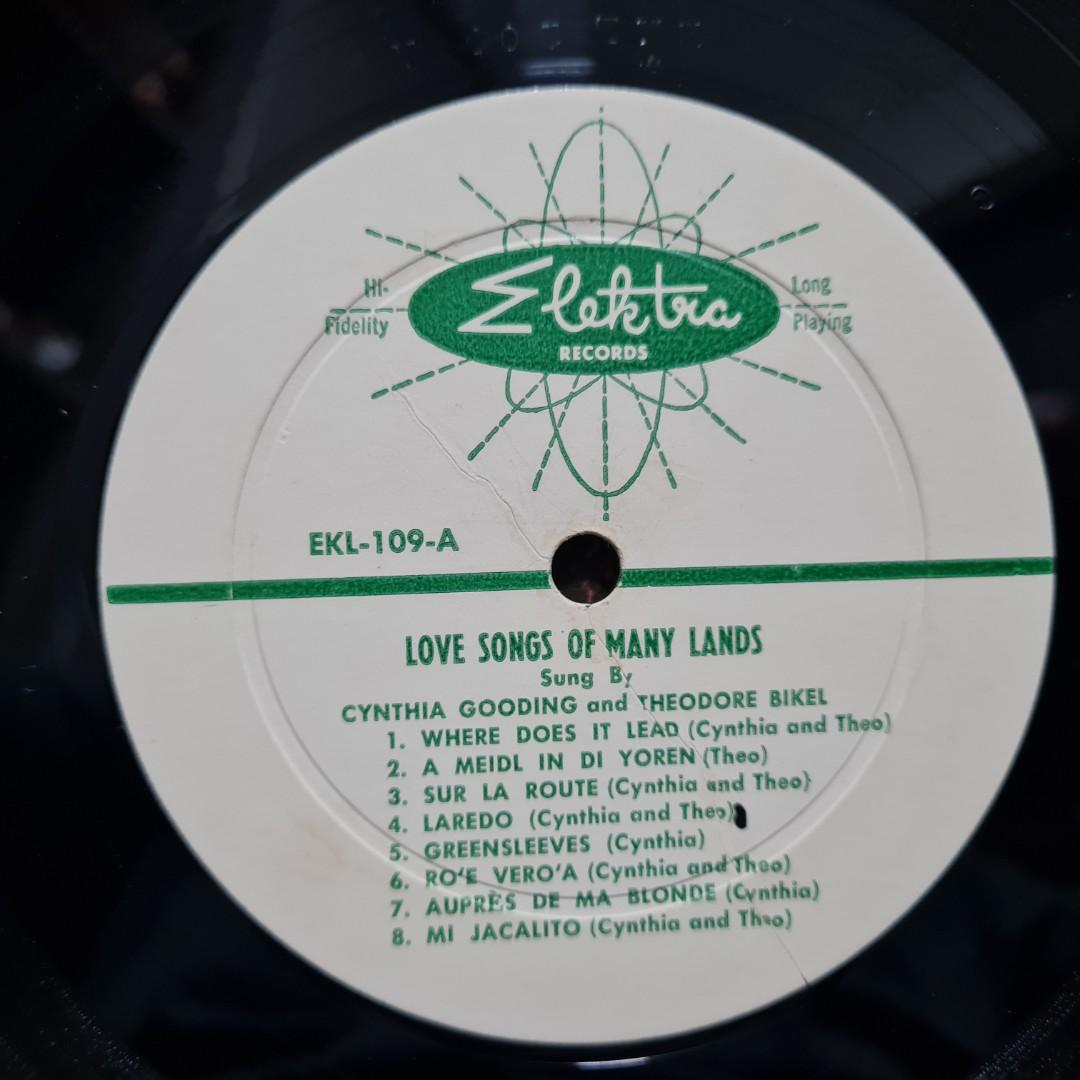 Elektra
RECORDS
Hi-
Fidelity
Long
Playing
EKL-109-A
LOVE SONGS OF MANY LANDS
Sung By
CYNTHIA GOODING and THEODORE BIKEL
1. WHERE DOES IT LEAD (Cynthia and Theo)
2. A MEIDL IN DI YOREN (Theo)
3. SUR LA ROUTE (Cynthia and Theo)
4. LAREDO (Cynthia and Theo)
5. GREENSLEEVES (Cynthia)
6. RO'E VERO'A (Cynthia and Theo)
7. AUPRÈS DE MA BLONDE (Cynthia)
8. MI JACALITO (Cynthia and Theo)